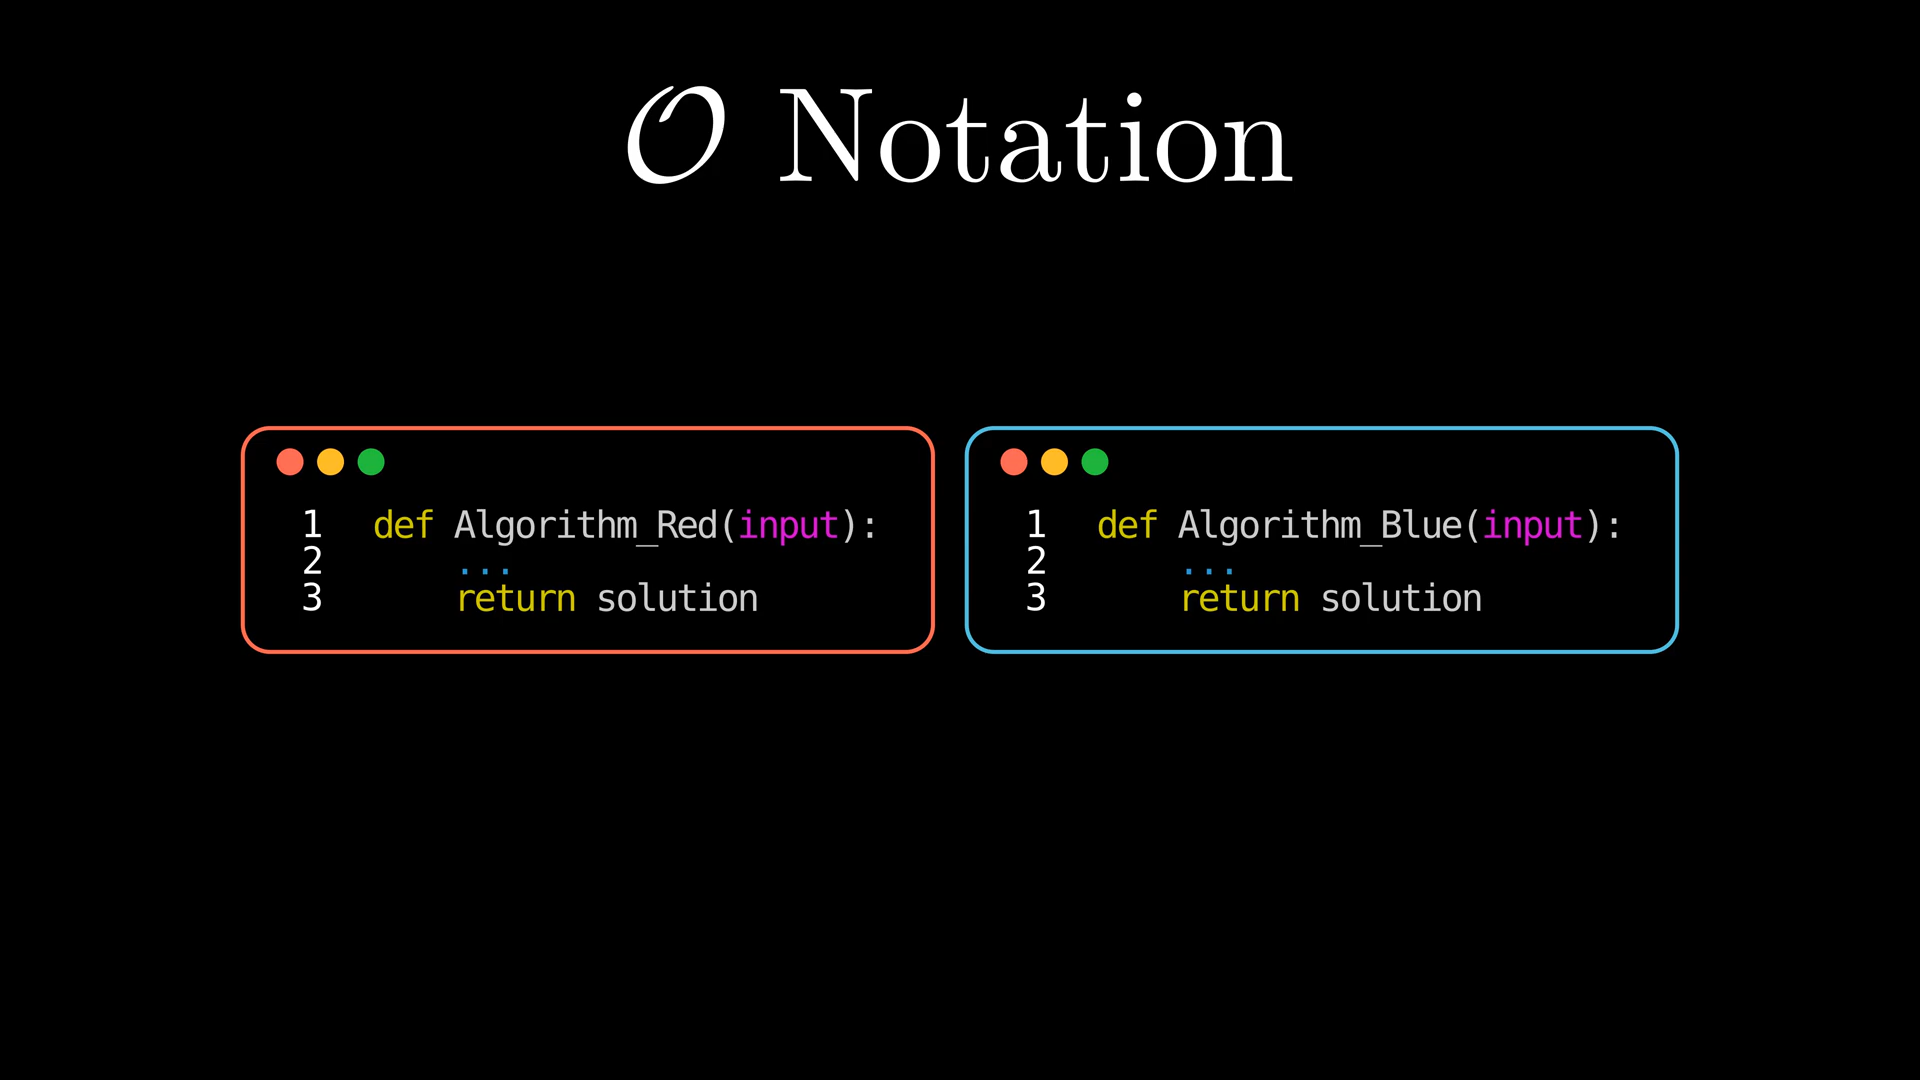 𝒪 Notation
1 def Algorithm_Red(input):
2 ...
3 return solution
1 def Algorithm_Blue(input):
2 ...
3 return solution